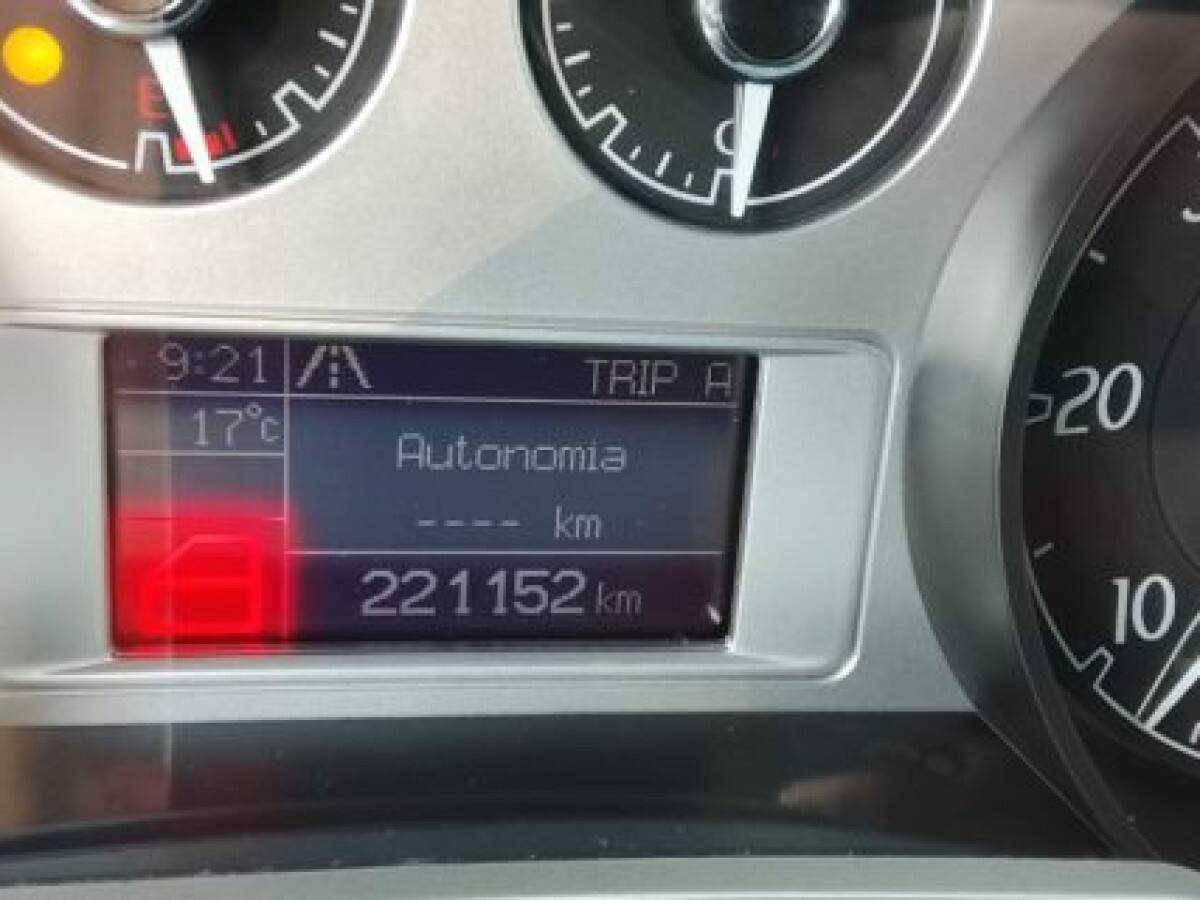 E
C
9:21
TRIP A
17°C
Autonomia
---- km
221152 km
20
10